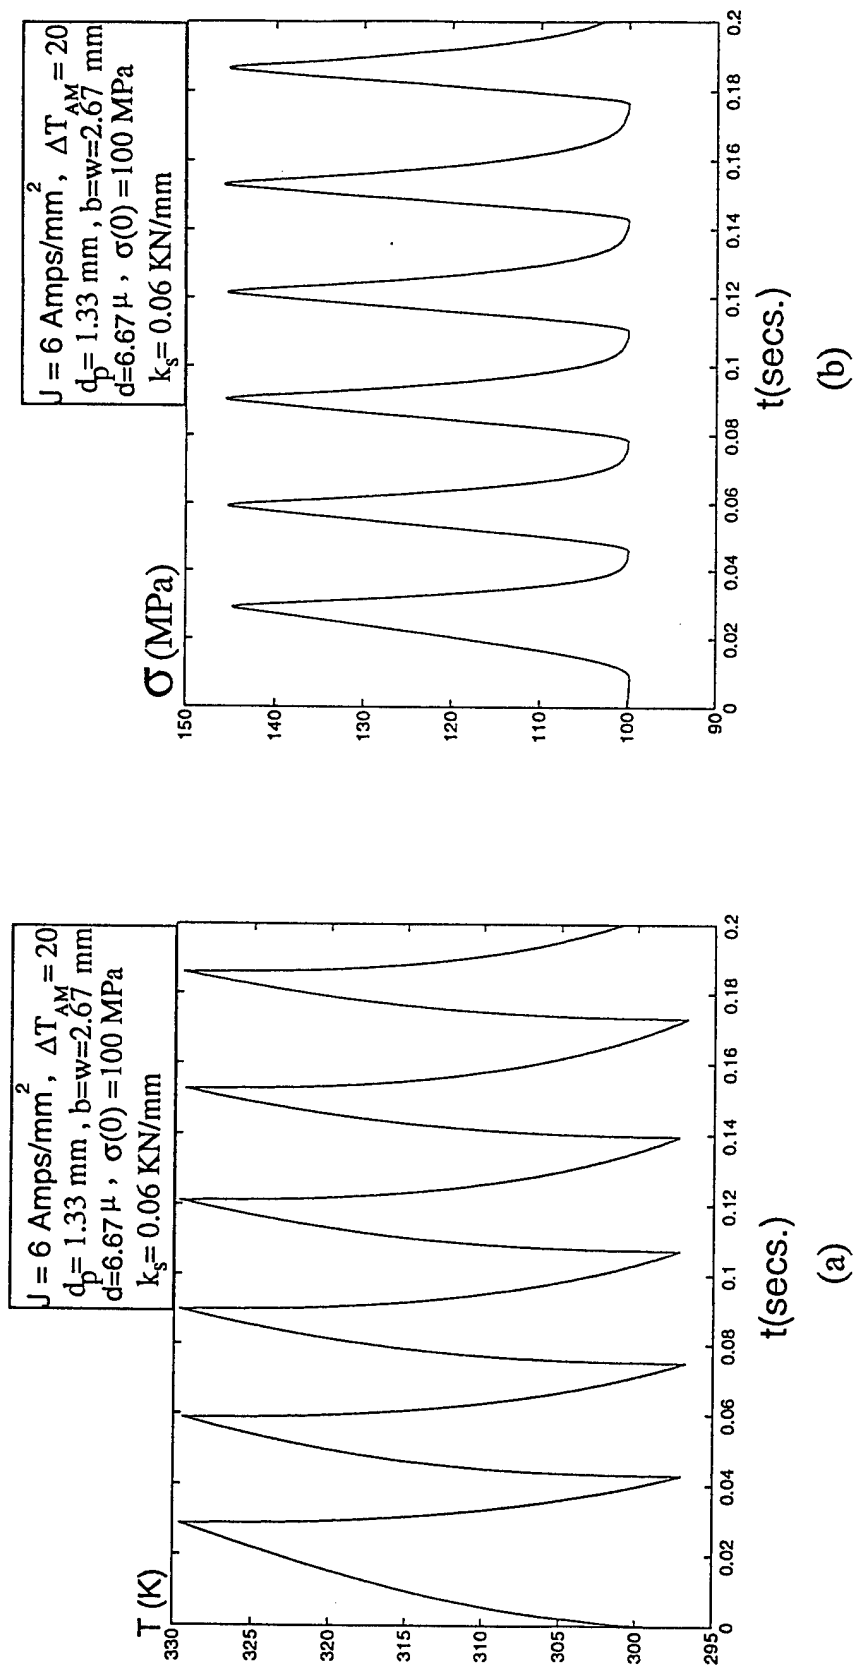 J = 6 Amps/mm², ΔT_AM = 20
d_p = 1.33 mm , b=w=2.67 mm
d=6.67 μ , σ(0) =100 MPa
k_s= 0.06 KN/mm
T (K)
330
325
320
315
310
305
300
295
0
0.02
0.04
0.06
0.08
0.1
0.12
0.14
0.16
0.18
0.2
t(secs.)
(a)
J = 6 Amps/mm², ΔT_AM = 20
d_p = 1.33 mm , b=w=2.67 mm
d=6.67 μ , σ(0) =100 MPa
k_s= 0.06 KN/mm
σ (MPa)
150
140
130
120
110
100
90
0
0.02
0.04
0.06
0.08
0.1
0.12
0.14
0.16
0.18
0.2
t(secs.)
(b)